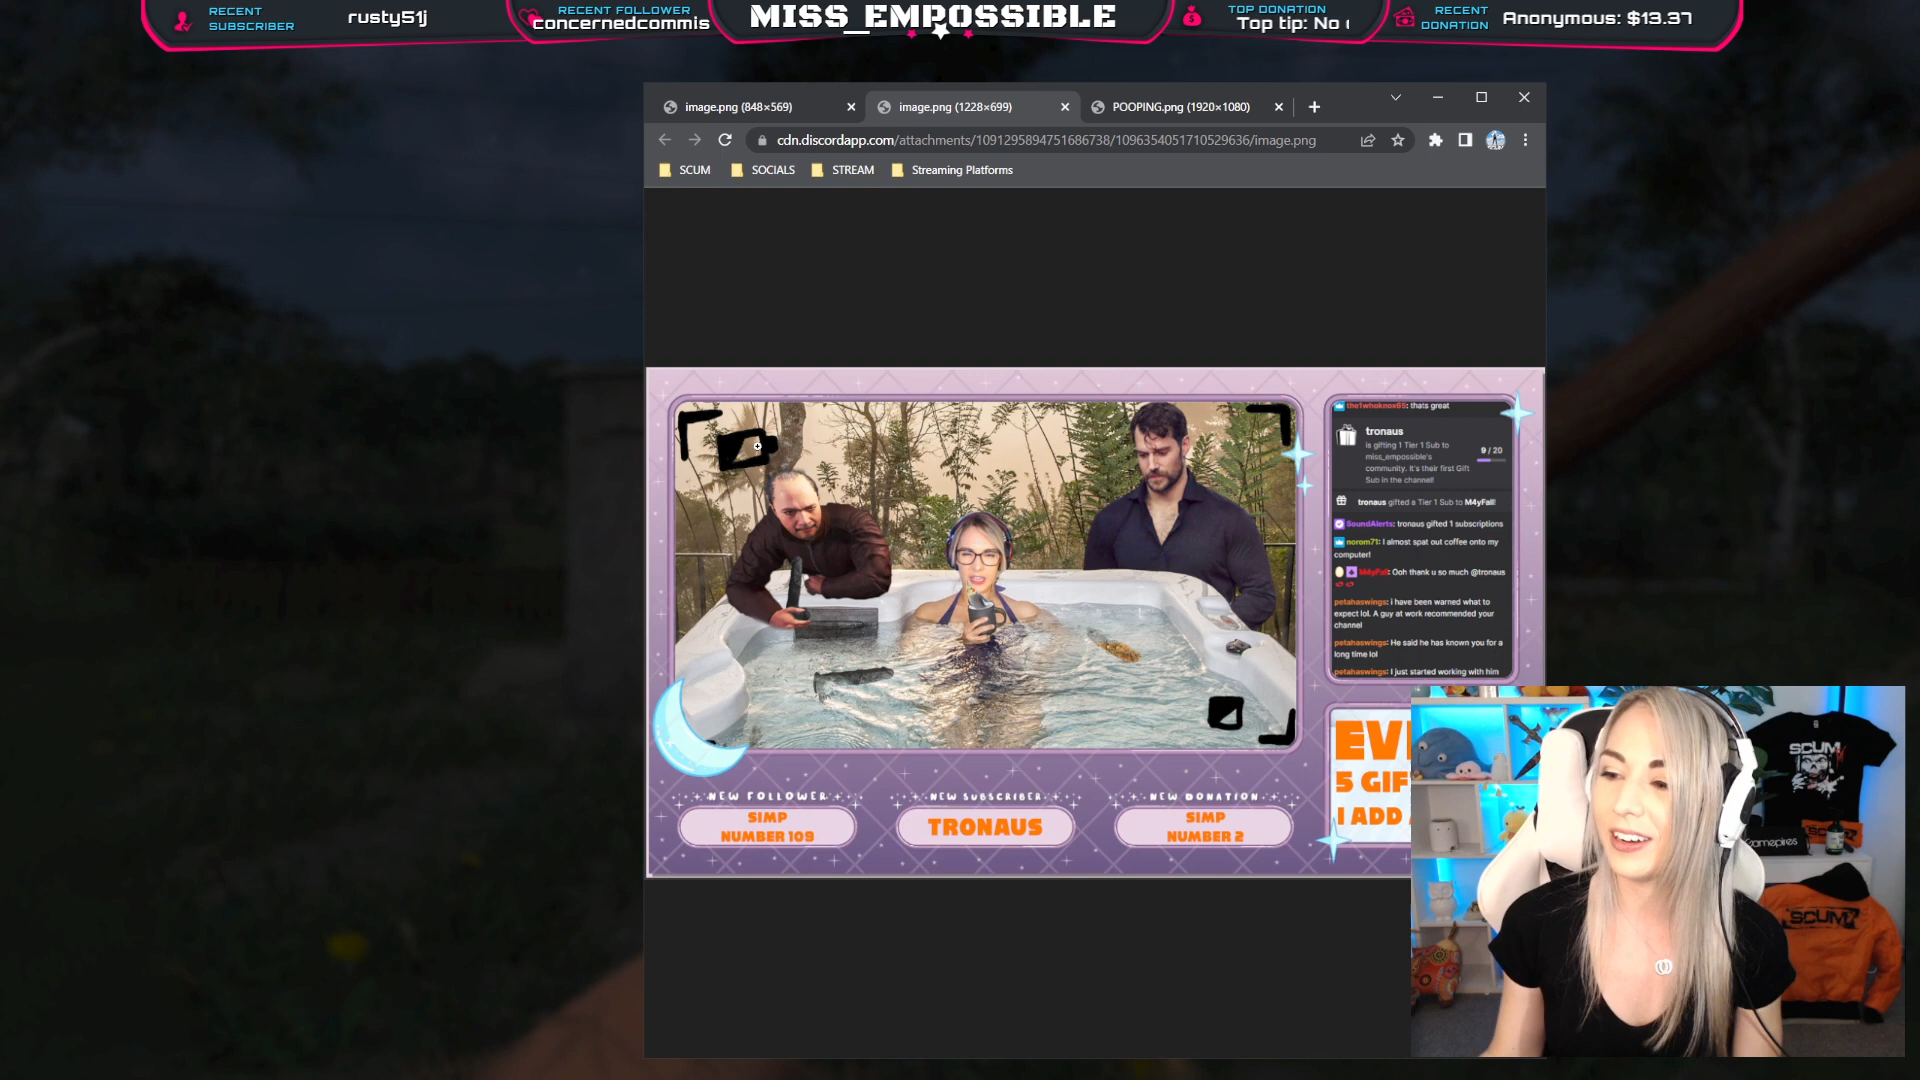 RECENT
SUBSCRIBER
rusty51j
RECENT FOLLOWER
concernedcommis
MISS_EMPOSSIBLE
TOP DONATION
Top tip: No
RECENT
DONATION
Anonymous: $13.37
image.png (848×569)
image.png (1228×699)
POOPING.png (1920×1080)
cdn.discordapp.com/attachments/1091295894751686738/1096354051710529636/image.png
SCUM
SOCIALS
STREAM
Streaming Platforms
the1whoknox65: thats great
tronaus
is gifting 1 Tier 1 Sub to
miss_empossible's
community. It's their first Gift
Sub in the channel!
9 / 20
tronaus gifted a Tier 1 Sub to M4yFall!
SoundAlerts: tronaus gifted 1 subscriptions
norom71: I almost spat out coffee onto my
computer!
M4yFall: Ooh thank u so much @tronaus
petahaswings: i have been warned what to
expect lol. A guy at work recommended your
channel
petahaswings: He said he has known you for a
long time lol
petahaswings: I just started working with him
EV
5 GIF
I ADD
NEW FOLLOWER
SIMP
NUMBER 109
NEW SUBSCRIBER
TRONAUS
NEW DONATION
SIMP
NUMBER 2
SCUM
Gamepires
SCUM